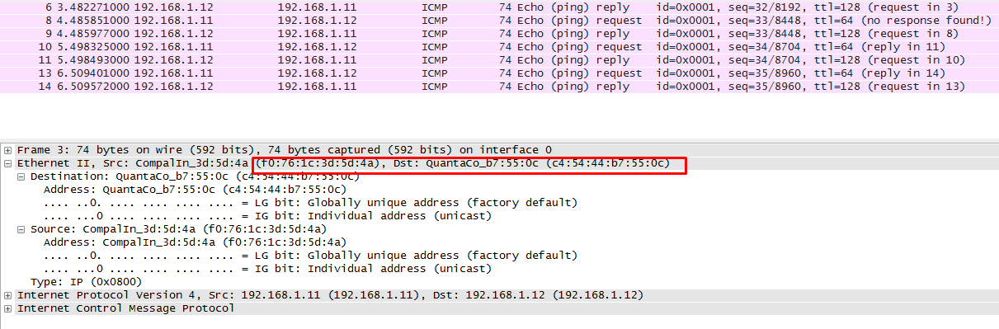 6 3.482271000 192.168.1.12 192.168.1.11 ICMP 74 Echo (ping) reply id=0x0001, seq=32/8192, ttl=128 (request in 3)
8 4.485851000 192.168.1.11 192.168.1.12 ICMP 74 Echo (ping) request id=0x0001, seq=33/8448, ttl=64 (no response found!)
9 4.485977000 192.168.1.12 192.168.1.11 ICMP 74 Echo (ping) reply id=0x0001, seq=33/8448, ttl=128 (request in 8)
10 5.498325000 192.168.1.11 192.168.1.12 ICMP 74 Echo (ping) request id=0x0001, seq=34/8704, ttl=64 (reply in 11)
11 5.498493000 192.168.1.12 192.168.1.11 ICMP 74 Echo (ping) reply id=0x0001, seq=34/8704, ttl=128 (request in 10)
13 6.509401000 192.168.1.11 192.168.1.12 ICMP 74 Echo (ping) request id=0x0001, seq=35/8960, ttl=64 (reply in 14)
14 6.509572000 192.168.1.12 192.168.1.11 ICMP 74 Echo (ping) reply id=0x0001, seq=35/8960, ttl=128 (request in 13)
Frame 3: 74 bytes on wire (592 bits), 74 bytes captured (592 bits) on interface 0
Ethernet II, Src: CompalIn_3d:5d:4a (f0:76:1c:3d:5d:4a), Dst: QuantaCo_b7:55:0c (c4:54:44:b7:55:0c)
Destination: QuantaCo_b7:55:0c (c4:54:44:b7:55:0c)
Address: QuantaCo_b7:55:0c (c4:54:44:b7:55:0c)
.... ..0. .... .... .... .... = LG bit: Globally unique address (factory default)
.... ...0 .... .... .... .... = IG bit: Individual address (unicast)
Source: CompalIn_3d:5d:4a (f0:76:1c:3d:5d:4a)
Address: CompalIn_3d:5d:4a (f0:76:1c:3d:5d:4a)
.... ..0. .... .... .... .... = LG bit: Globally unique address (factory default)
.... ...0 .... .... .... .... = IG bit: Individual address (unicast)
Type: IP (0x0800)
Internet Protocol Version 4, Src: 192.168.1.11 (192.168.1.11), Dst: 192.168.1.12 (192.168.1.12)
Internet Control Message Protocol